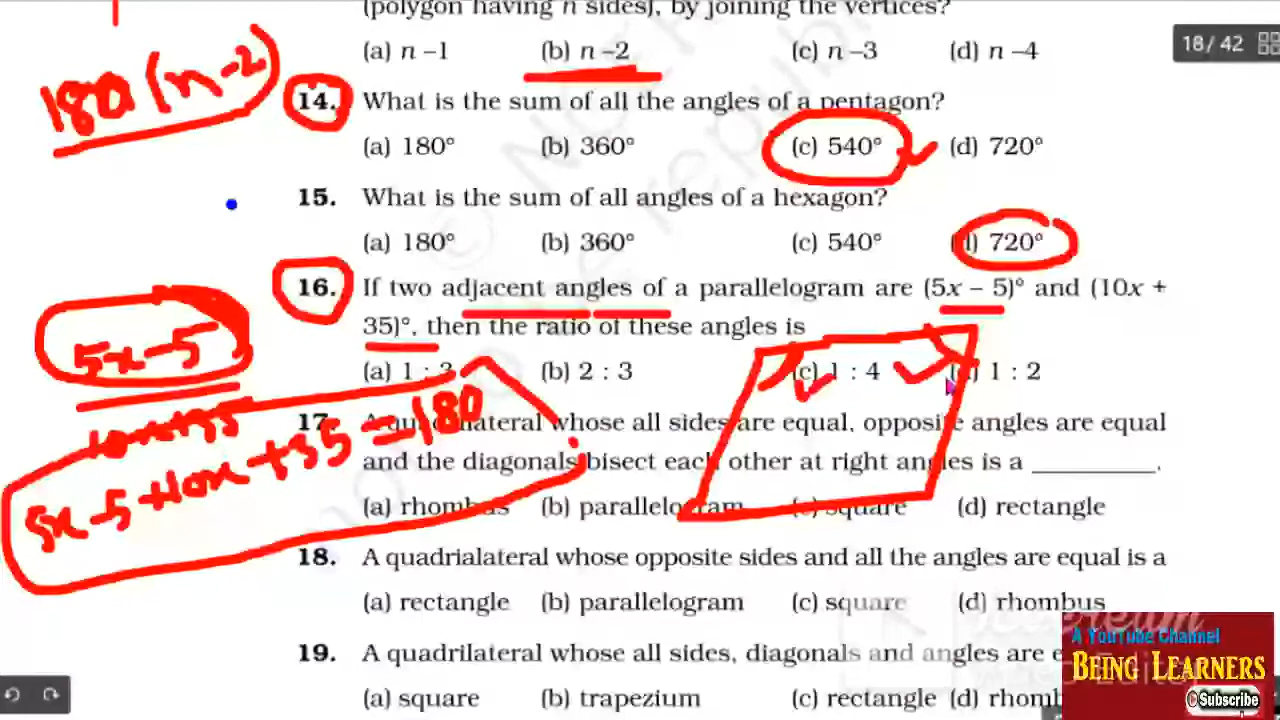 (polygon having n sides), by joining the vertices?
(a) n –1 (b) n –2 (c) n –3 (d) n –4
18/ 42
180 (n-2)
14. What is the sum of all the angles of a pentagon?
(a) 180° (b) 360° (c) 540° (d) 720°
15. What is the sum of all angles of a hexagon?
(a) 180° (b) 360° (c) 540° (d) 720°
16. If two adjacent angles of a parallelogram are (5x – 5)° and (10x +
35)°, then the ratio of these angles is
(a) 1 : 3 (b) 2 : 3 (c) 1 : 4 (d) 1 : 2
5x-5
10x+35
5x-5+10x+35=180
17. A quadrilateral whose all sides are equal, opposite angles are equal
and the diagonals bisect each other at right angles is a __________.
(a) rhombus (b) parallelogram (c) square (d) rectangle
18. A quadrialateral whose opposite sides and all the angles are equal is a
(a) rectangle (b) parallelogram (c) square (d) rhombus
19. A quadrilateral whose all sides, diagonals and angles are e
(a) square (b) trapezium (c) rectangle (d) rhom
A YouTube Channel
BEING LEARNERS
Subscribe